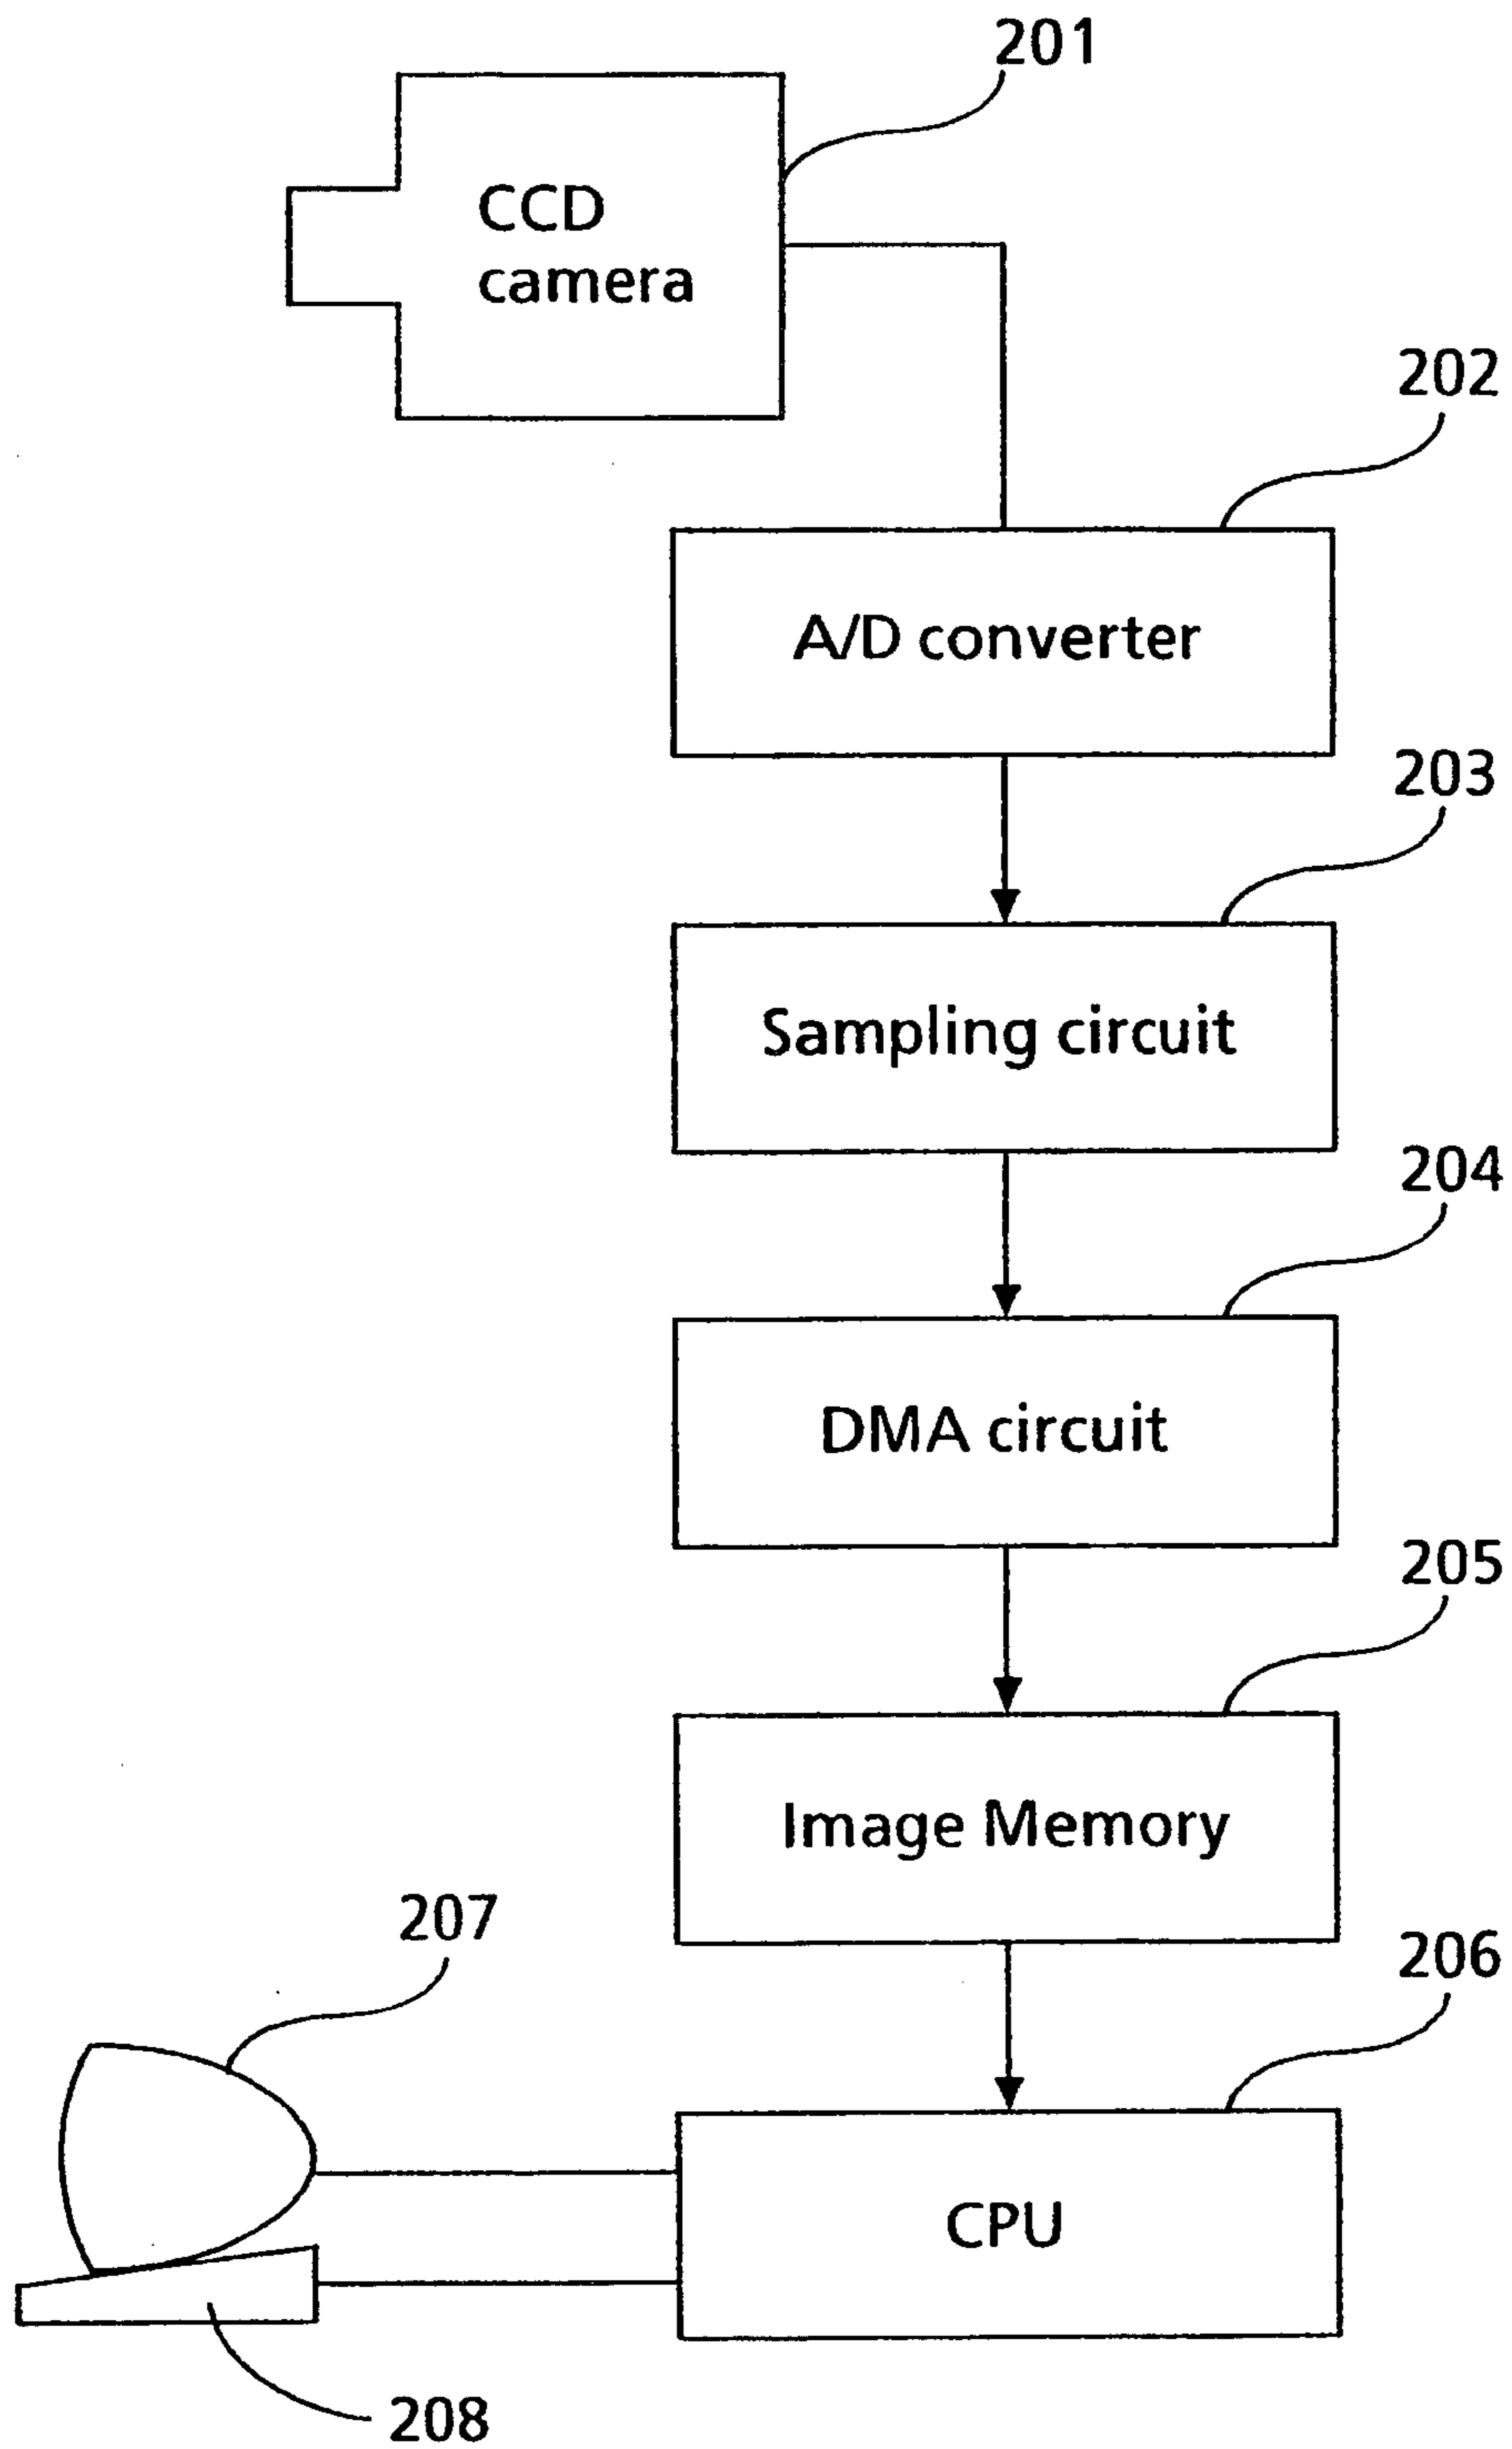 201
CCD
camera
202
A/D converter
203
Sampling circuit
204
DMA circuit
205
Image Memory
207
206
CPU
208